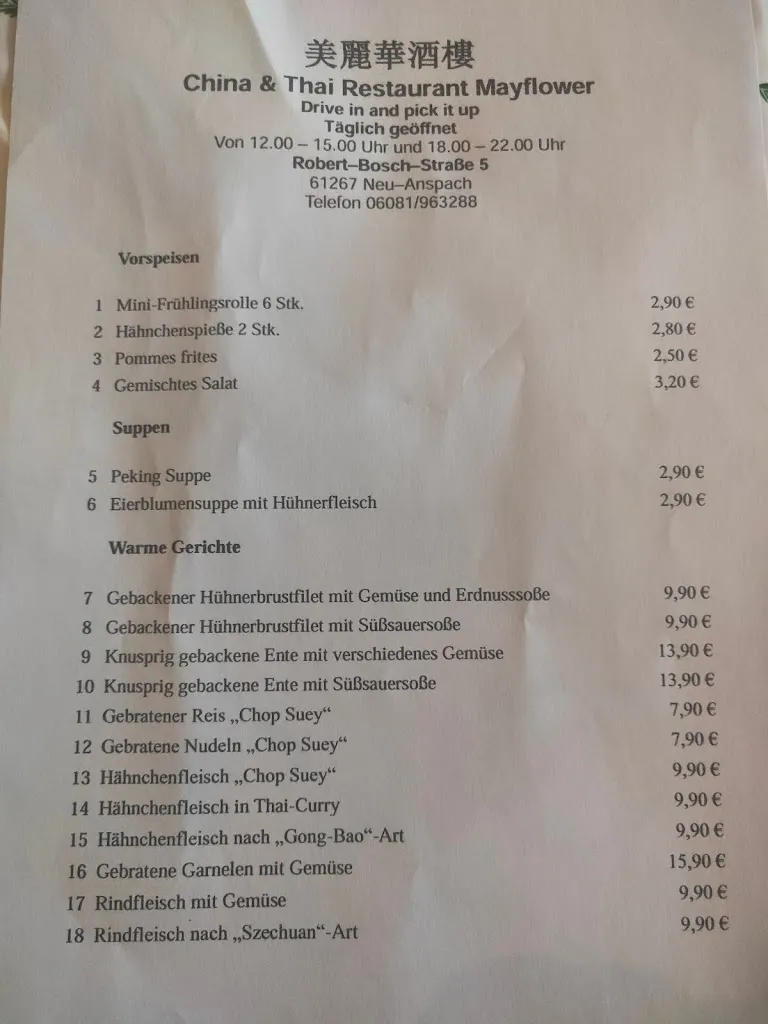 美麗華酒樓
China & Thai Restaurant Mayflower
Drive in and pick it up
Täglich geöffnet
Von 12.00 – 15.00 Uhr und 18.00 – 22.00 Uhr
Robert–Bosch–Straße 5
61267 Neu–Anspach
Telefon 06081/963288
Vorspeisen
1 Mini-Frühlingsrolle 6 Stk. 2,90 €
2 Hähnchenspieße 2 Stk. 2,80 €
3 Pommes frites 2,50 €
4 Gemischtes Salat 3,20 €
Suppen
5 Peking Suppe 2,90 €
6 Eierblumensuppe mit Hühnerfleisch 2,90 €
Warme Gerichte
7 Gebackener Hühnerbrustfilet mit Gemüse und Erdnusssoße 9,90 €
8 Gebackener Hühnerbrustfilet mit Süßsauersoße 9,90 €
9 Knusprig gebackene Ente mit verschiedenes Gemüse 13,90 €
10 Knusprig gebackene Ente mit Süßsauersoße 13,90 €
11 Gebratener Reis „Chop Suey“ 7,90 €
12 Gebratene Nudeln „Chop Suey“ 7,90 €
13 Hähnchenfleisch „Chop Suey“ 9,90 €
14 Hähnchenfleisch in Thai-Curry 9,90 €
15 Hähnchenfleisch nach „Gong-Bao“-Art 9,90 €
16 Gebratene Garnelen mit Gemüse 15,90 €
17 Rindfleisch mit Gemüse 9,90 €
18 Rindfleisch nach „Szechuan“-Art 9,90 €